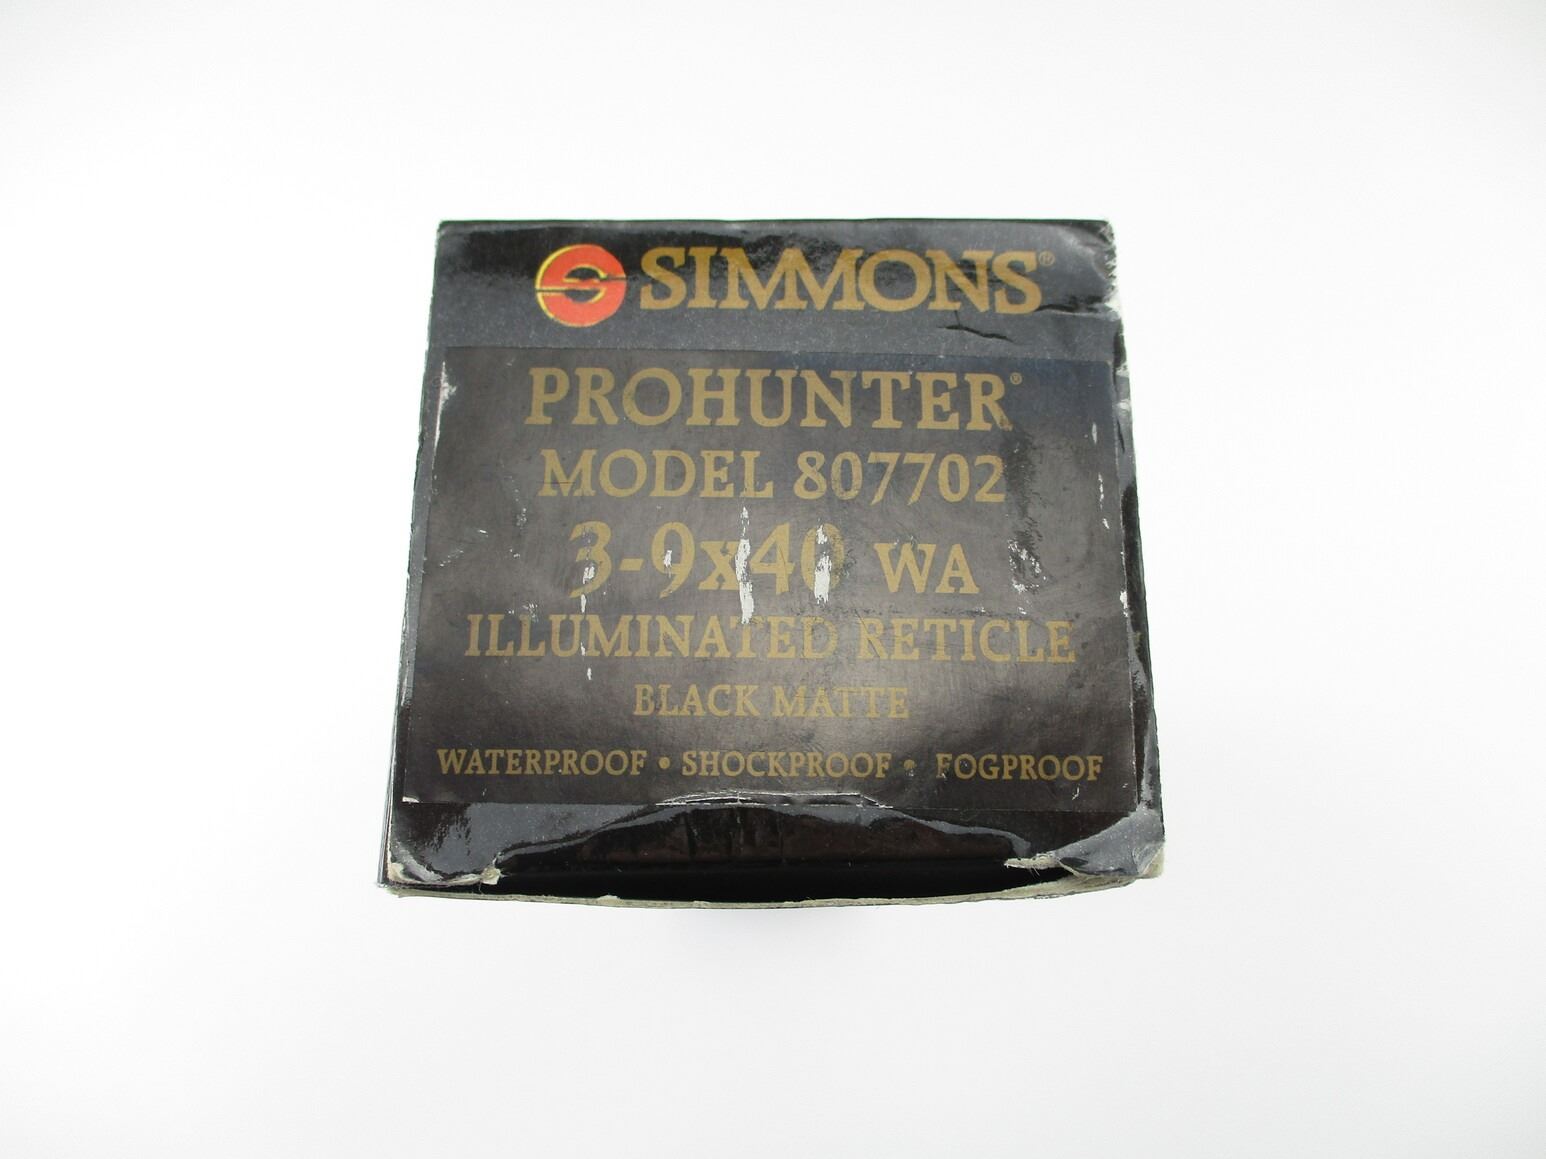 SIMMONS®
PROHUNTER®
MODEL 807702
3-9x40 WA
ILLUMINATED RETICLE
BLACK MATTE
WATERPROOF • SHOCKPROOF • FOGPROOF